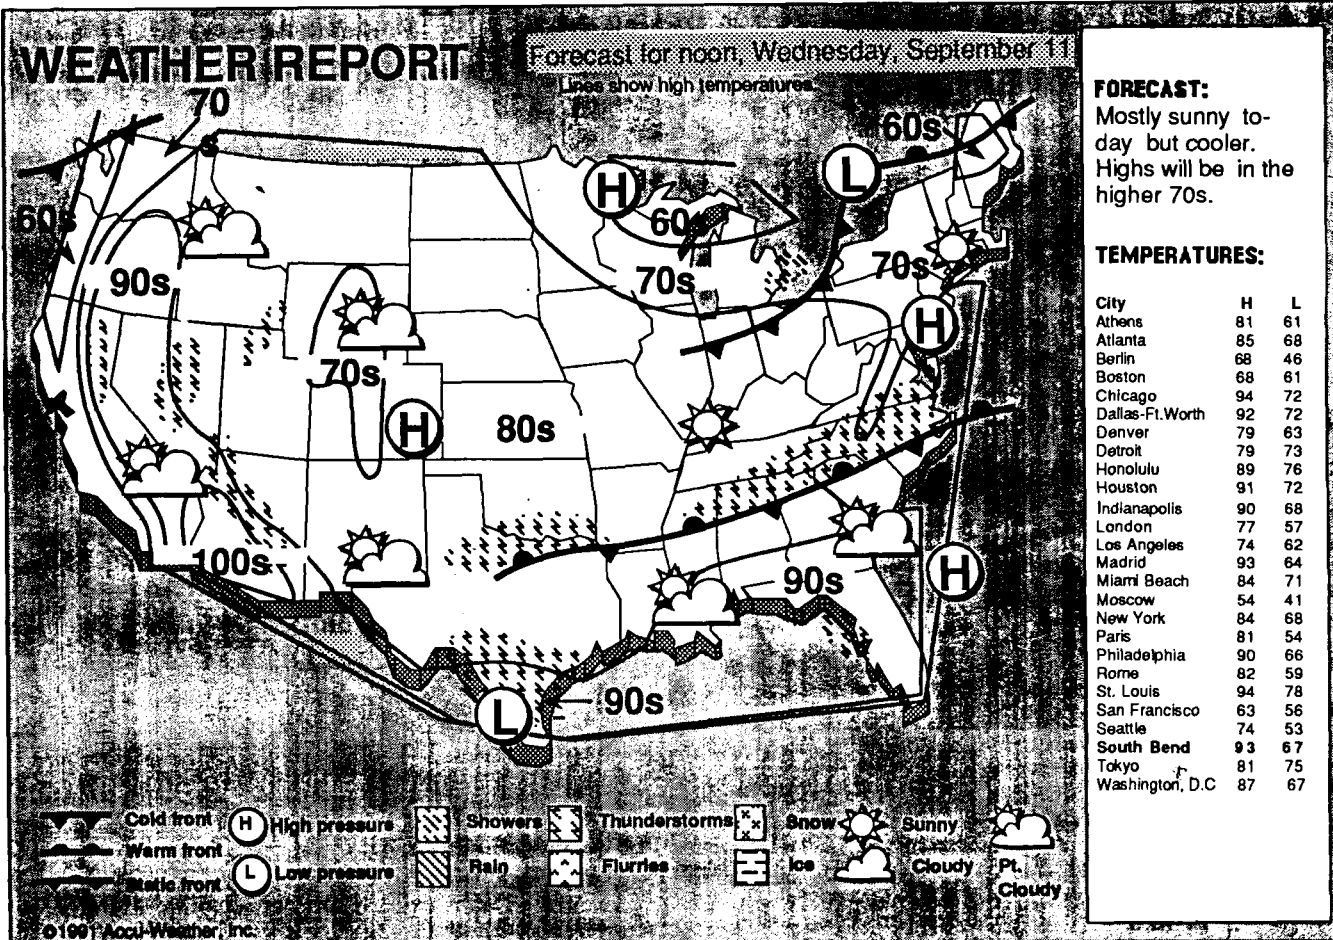 WEATHER REPORT
Forecast for noon, Wednesday, September 11
Lines show high temperatures.
70
s
60s
60s
H
L
60
90s
70s
70s
H
70s
H
80s
100s
90s
H
90s
L
Cold front
Warm front
Static front
H High pressure
L Low pressure
Showers
Rain
Thunderstorms
Flurries
Snow
Ice
Sunny
Cloudy
Pt.
Cloudy
©1991 Accu-Weather, Inc.
FORECAST:
Mostly sunny to-
day but cooler.
Highs will be in the
higher 70s.
TEMPERATURES:
City H L
Athens 81 61
Atlanta 85 68
Berlin 68 46
Boston 68 61
Chicago 94 72
Dallas-Ft.Worth 92 72
Denver 79 63
Detroit 79 73
Honolulu 89 76
Houston 91 72
Indianapolis 90 68
London 77 57
Los Angeles 74 62
Madrid 93 64
Miami Beach 84 71
Moscow 54 41
New York 84 68
Paris 81 54
Philadelphia 90 66
Rome 82 59
St. Louis 94 78
San Francisco 63 56
Seattle 74 53
South Bend 93 67
Tokyo 81 75
Washington, D.C 87 67